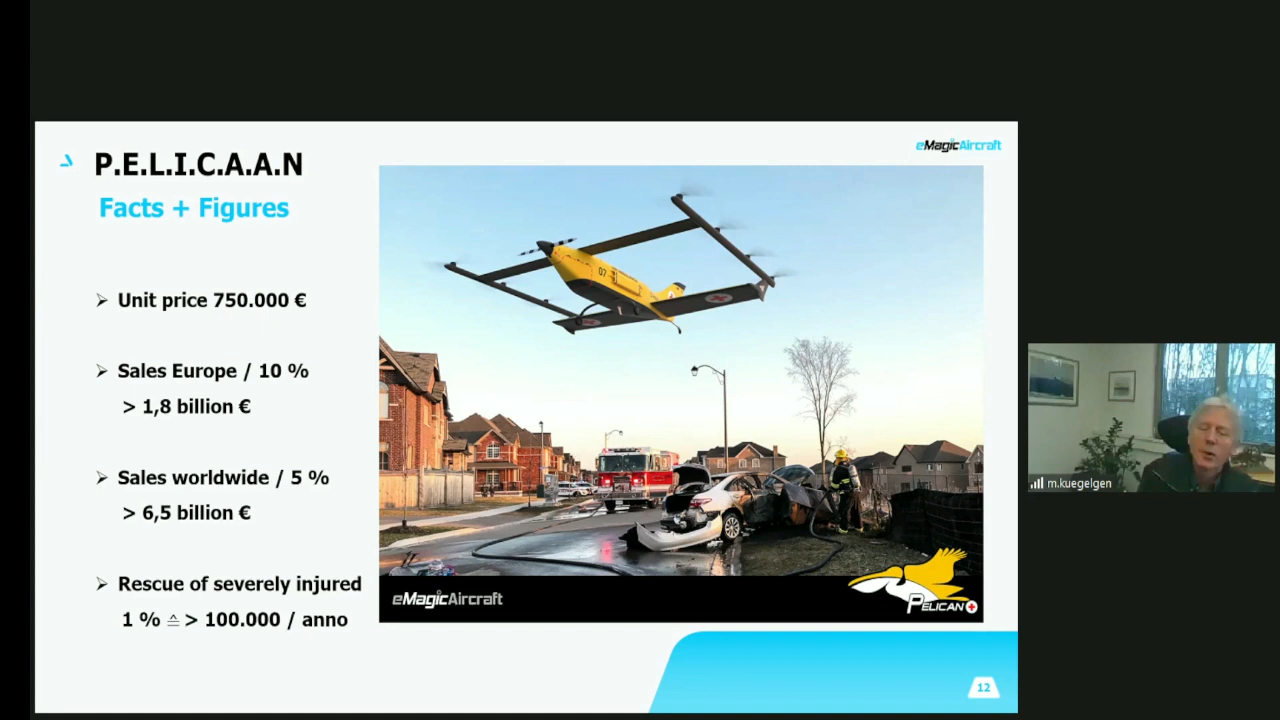 eMagicAircraft
P.E.L.I.C.A.A.N
Facts + Figures
➢ Unit price 750.000 €
➢ Sales Europe / 10 %
> 1,8 billion €
➢ Sales worldwide / 5 %
> 6,5 billion €
➢ Rescue of severely injured
1 % ≙ > 100.000 / anno
07
eMagicAircraft
PELICAN
12
m.kuegelgen